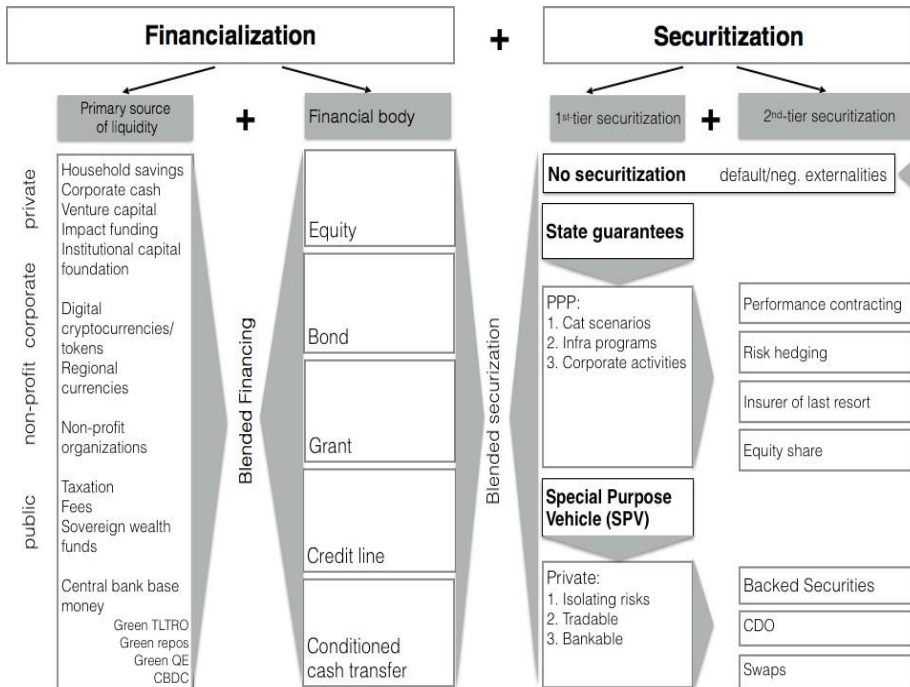 Financialization
+
Securitization
Primary source
of liquidity
+
Financial body
1st-tier securitization
+
2nd-tier securitization
private
corporate
non-profit
public
Household savings
Corporate cash
Venture capital
Impact funding
Institutional capital
foundation
Digital
cryptocurrencies/
tokens
Regional
currencies
Non-profit
organizations
Taxation
Fees
Sovereign wealth
funds
Central bank base
money
Green TLTRO
Green repos
Green QE
CBDC
Blended Financing
Equity
Bond
Grant
Credit line
Conditioned
cash transfer
Blended securization
No securitization default/neg. externalities
State guarantees
PPP:
1. Cat scenarios
2. Infra programs
3. Corporate activities
Performance contracting
Risk hedging
Insurer of last resort
Equity share
Special Purpose
Vehicle (SPV)
Private:
1. Isolating risks
2. Tradable
3. Bankable
Backed Securities
CDO
Swaps